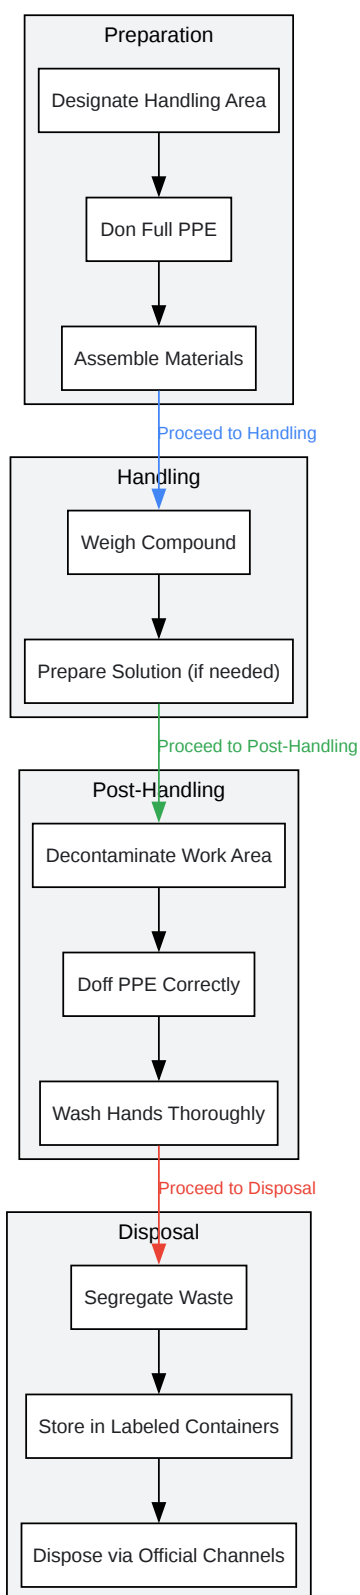 Preparation
Designate Handling Area
Don Full PPE
Assemble Materials
Proceed to Handling
Handling
Weigh Compound
Prepare Solution (if needed)
Proceed to Post-Handling
Post-Handling
Decontaminate Work Area
Doff PPE Correctly
Wash Hands Thoroughly
Proceed to Disposal
Disposal
Segregate Waste
Store in Labeled Containers
Dispose via Official Channels